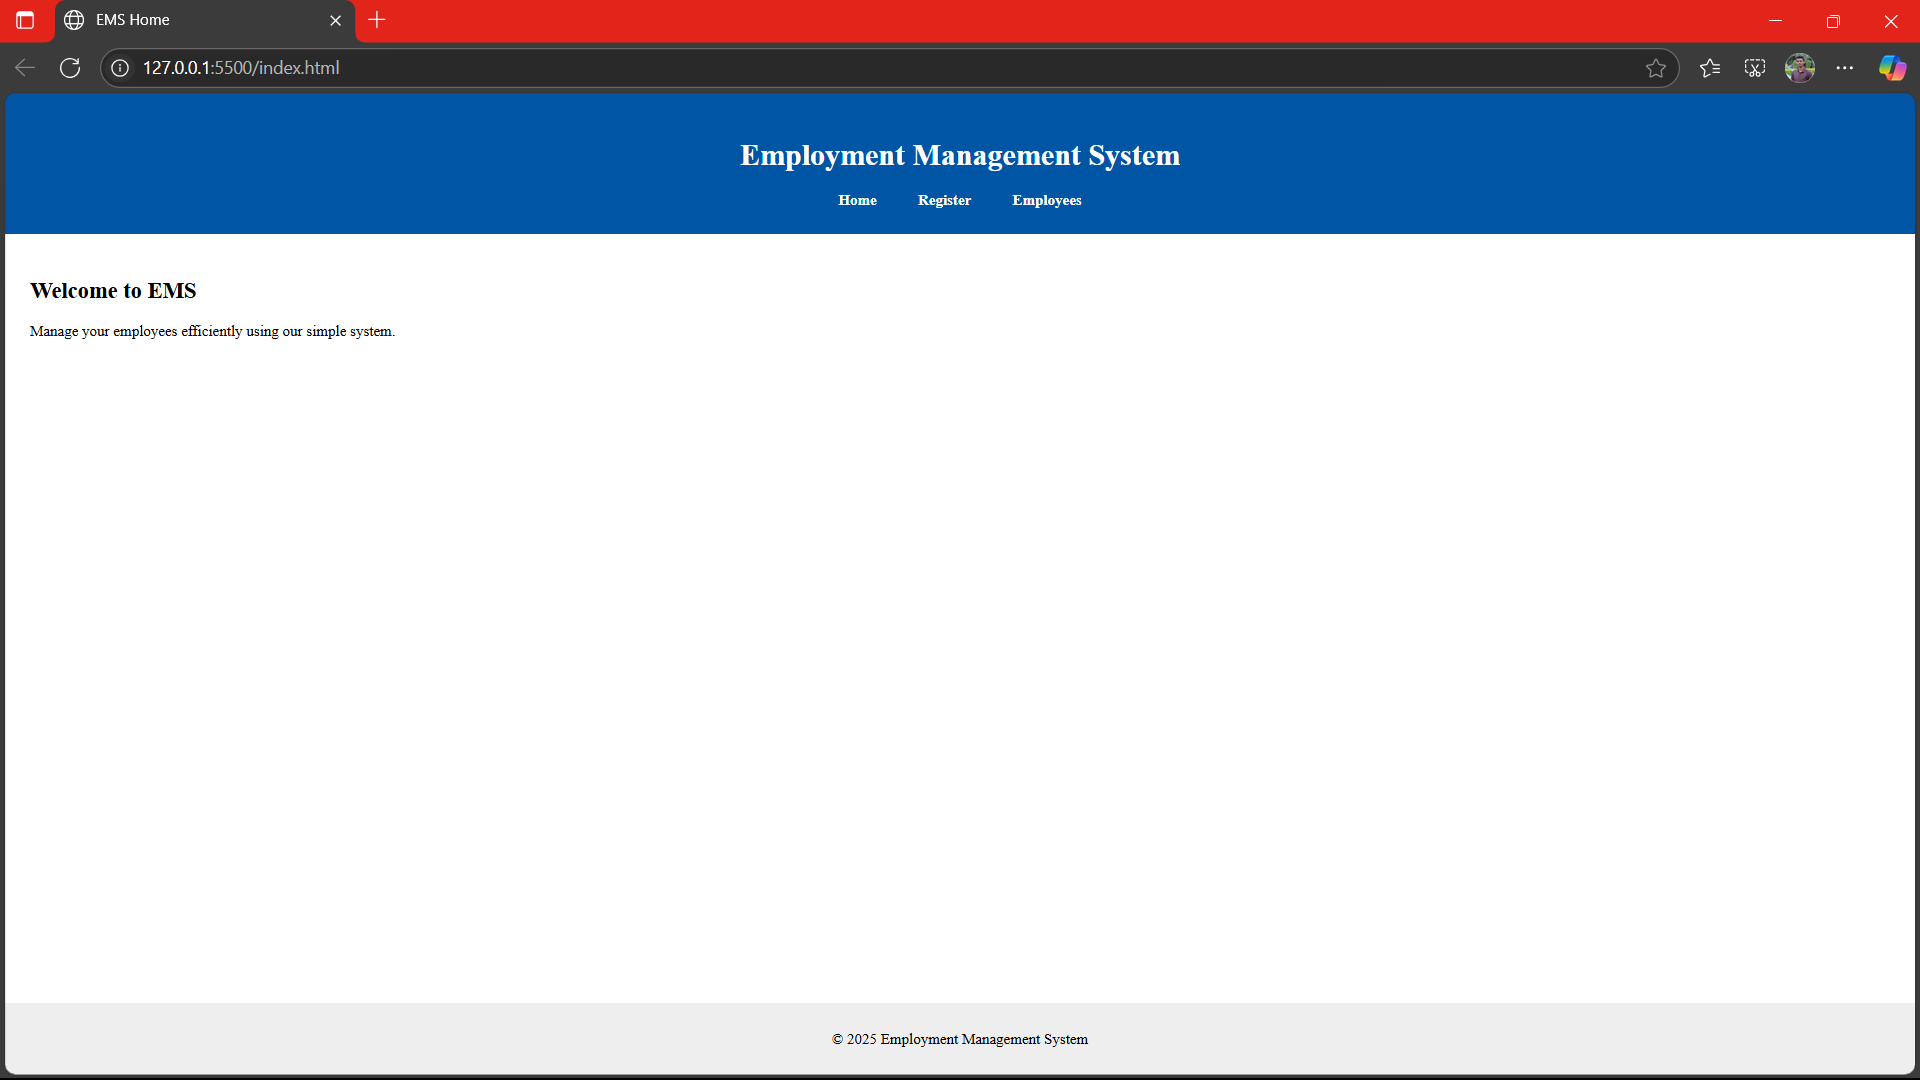 EMS Home
127.0.0.1:5500/index.html
Employment Management System
Home Register Employees
Welcome to EMS
Manage your employees efficiently using our simple system.
© 2025 Employment Management System